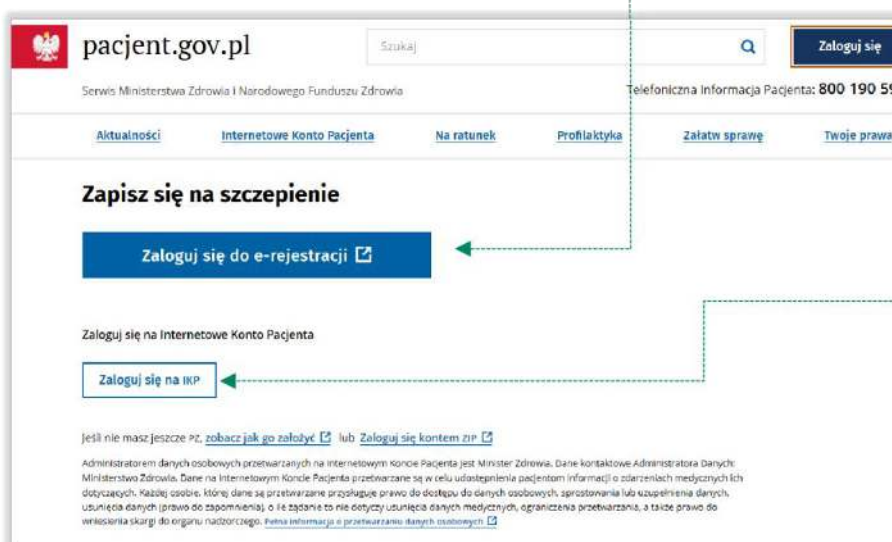 pacjent.gov.pl
Szukaj
Zaloguj się
Serwis Ministerstwa Zdrowia i Narodowego Funduszu Zdrowia
Telefoniczna Informacja Pacjenta: 800 190 59
Aktualności Internetowe Konto Pacjenta Na ratunek Profilaktyka Załatw sprawę Twoje prawa
Zapisz się na szczepienie
Zaloguj się do e-rejestracji
Zaloguj się na Internetowe Konto Pacjenta
Zaloguj się na IKP
Jeśli nie masz jeszcze PZ, zobacz jak go założyć lub Zaloguj się kontem ZIP
Administratorem danych osobowych przetwarzanych na Internetowym Koncie Pacjenta jest Minister Zdrowia. Dane kontaktowe Administratora Danych:
Ministerstwo Zdrowia. Dane na Internetowym Koncie Pacjenta przetwarzane są w celu udostępnienia pacjentom informacji o zdarzeniach medycznych ich
dotyczących. Każdej osobie, której dane są przetwarzane przysługuje prawo do dostępu do danych osobowych, sprostowania lub uzupełnienia danych,
usunięcia danych (prawo do zapomnienia), o ile żądanie to nie dotyczy usunięcia danych medycznych, ograniczenia przetwarzania, a także prawo do
wniesienia skargi do organu nadzorczego. Pełna informacja o przetwarzaniu danych osobowych